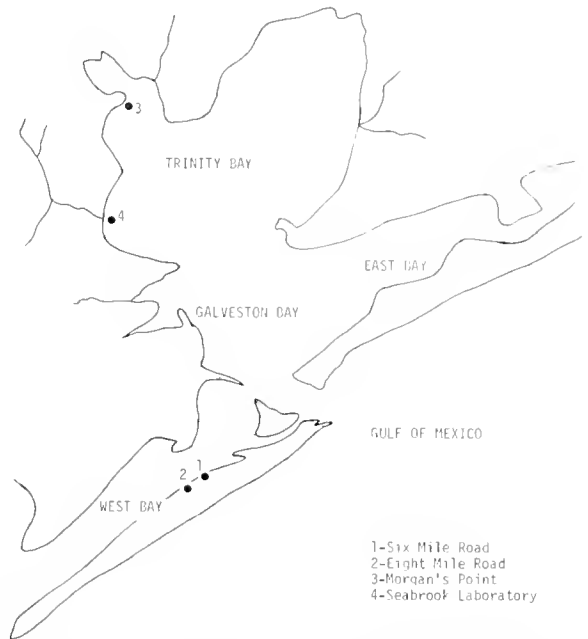 3
TRINITY BAY
4
EAST BAY
GALVESTON BAY
GULF OF MEXICO
1
2
WEST BAY
1-Six Mile Road
2-Eight Mile Road
3-Morgan's Point
4-Seabrook Laboratory